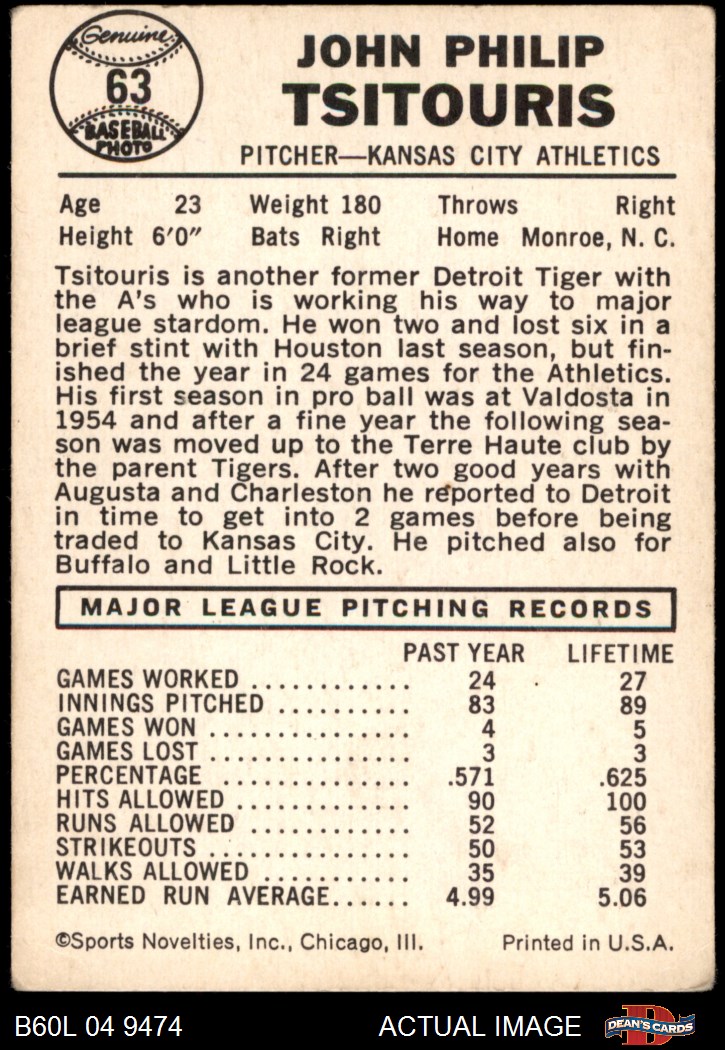 Genuine
63
BASEBALL
PHOTO
JOHN PHILIP
TSITOURIS
PITCHER—KANSAS CITY ATHLETICS
Age 23 Weight 180 Throws Right
Height 6'0" Bats Right Home Monroe, N. C.
Tsitouris is another former Detroit Tiger with
the A's who is working his way to major
league stardom. He won two and lost six in a
brief stint with Houston last season, but fin-
ished the year in 24 games for the Athletics.
His first season in pro ball was at Valdosta in
1954 and after a fine year the following sea-
son was moved up to the Terre Haute club by
the parent Tigers. After two good years with
Augusta and Charleston he reported to Detroit
in time to get into 2 games before being
traded to Kansas City. He pitched also for
Buffalo and Little Rock.
MAJOR LEAGUE PITCHING RECORDS
PAST YEAR LIFETIME
GAMES WORKED ............ 24 27
INNINGS PITCHED .......... 83 89
GAMES WON ............... 4 5
GAMES LOST ............... 3 3
PERCENTAGE .............. .571 .625
HITS ALLOWED ............. 90 100
RUNS ALLOWED ............ 52 56
STRIKEOUTS ............... 50 53
WALKS ALLOWED ........... 35 39
EARNED RUN AVERAGE...... 4.99 5.06
©Sports Novelties, Inc., Chicago, Ill. Printed in U.S.A.
B60L 04 9474 ACTUAL IMAGE
D
DEAN'S CARDS